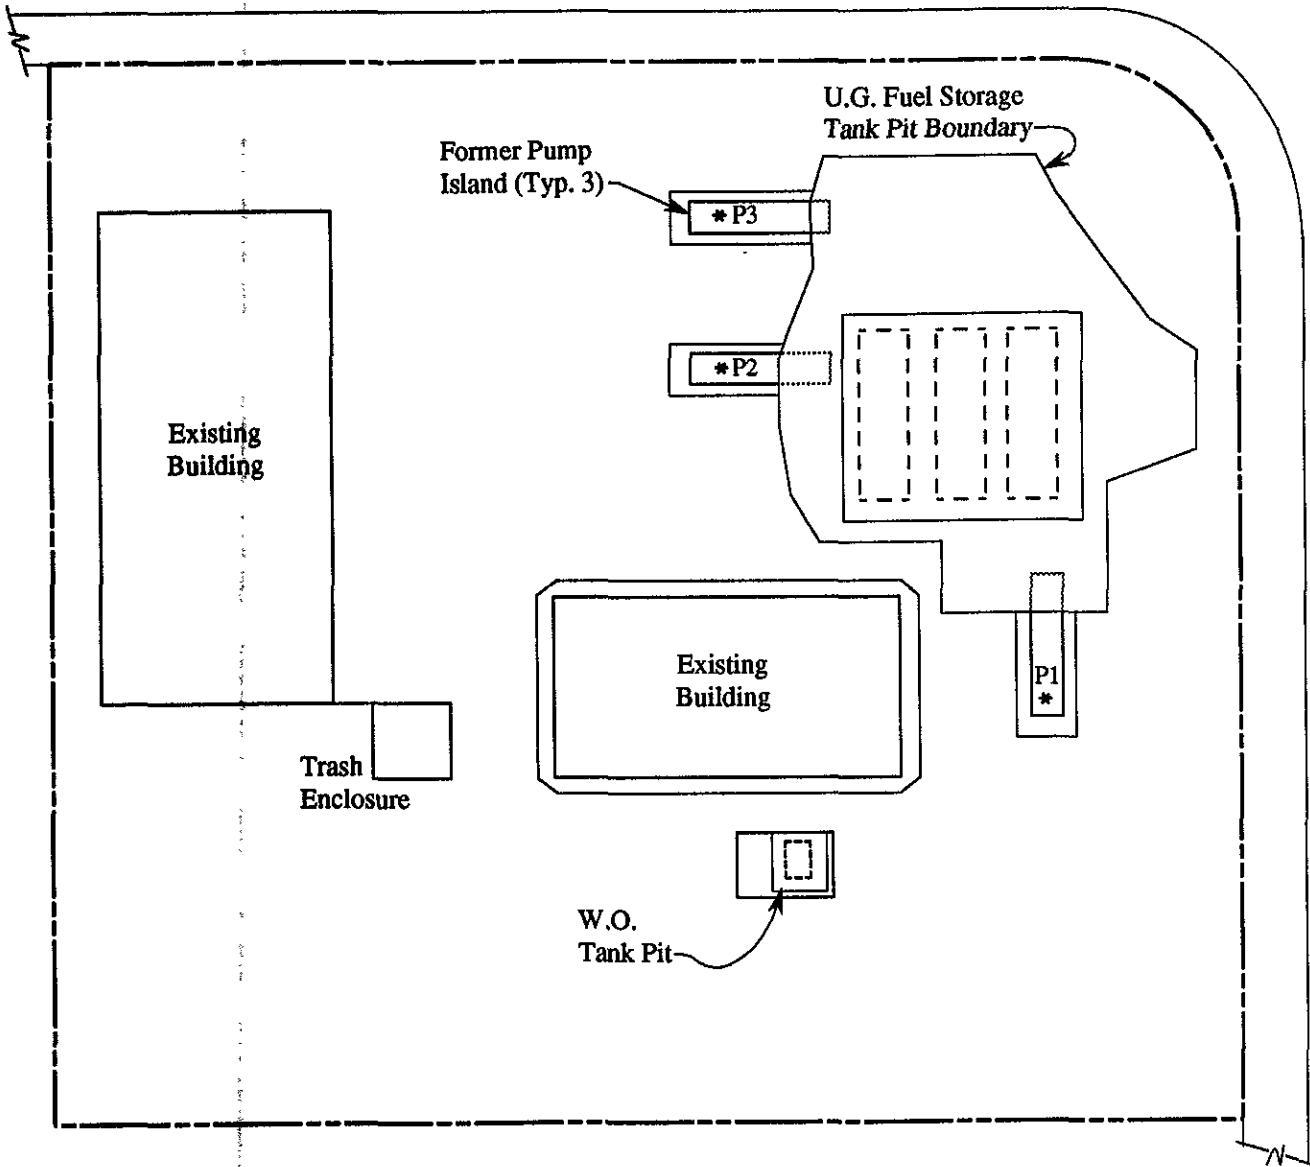 U.G. Fuel Storage
Tank Pit Boundary
Former Pump
Island (Typ. 3)
* P3
* P2
Existing
Building
Existing
Building
P1
*
Trash
Enclosure
W.O.
Tank Pit
N